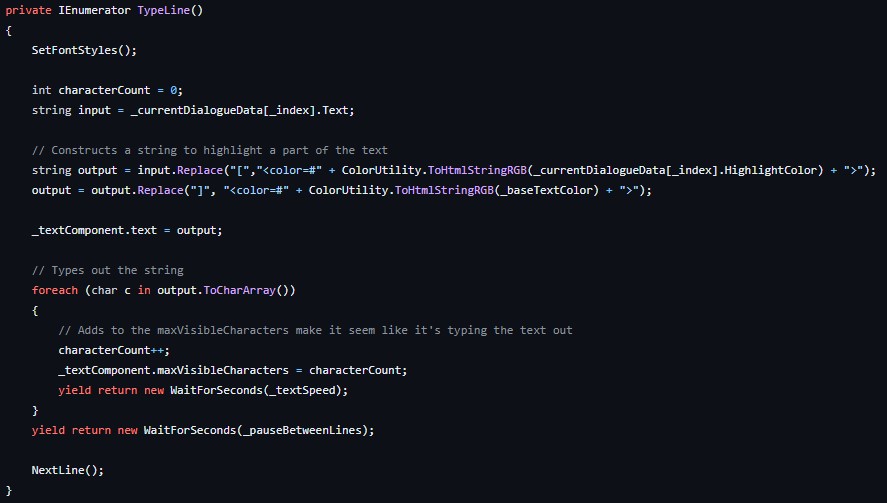 private IEnumerator TypeLine()
{
    SetFontStyles();

    int characterCount = 0;
    string input = _currentDialogueData[_index].Text;

    // Constructs a string to highlight a part of the text
    string output = input.Replace("[","<color=#" + ColorUtility.ToHtmlStringRGB(_currentDialogueData[_index].HighlightColor) + ">");
    output = output.Replace("]", "<color=#" + ColorUtility.ToHtmlStringRGB(_baseTextColor) + ">");

    _textComponent.text = output;

    // Types out the string
    foreach (char c in output.ToCharArray())
    {
        // Adds to the maxVisibleCharacters make it seem like it's typing the text out
        characterCount++;
        _textComponent.maxVisibleCharacters = characterCount;
        yield return new WaitForSeconds(_textSpeed);
    }
    yield return new WaitForSeconds(_pauseBetweenLines);

    NextLine();
}